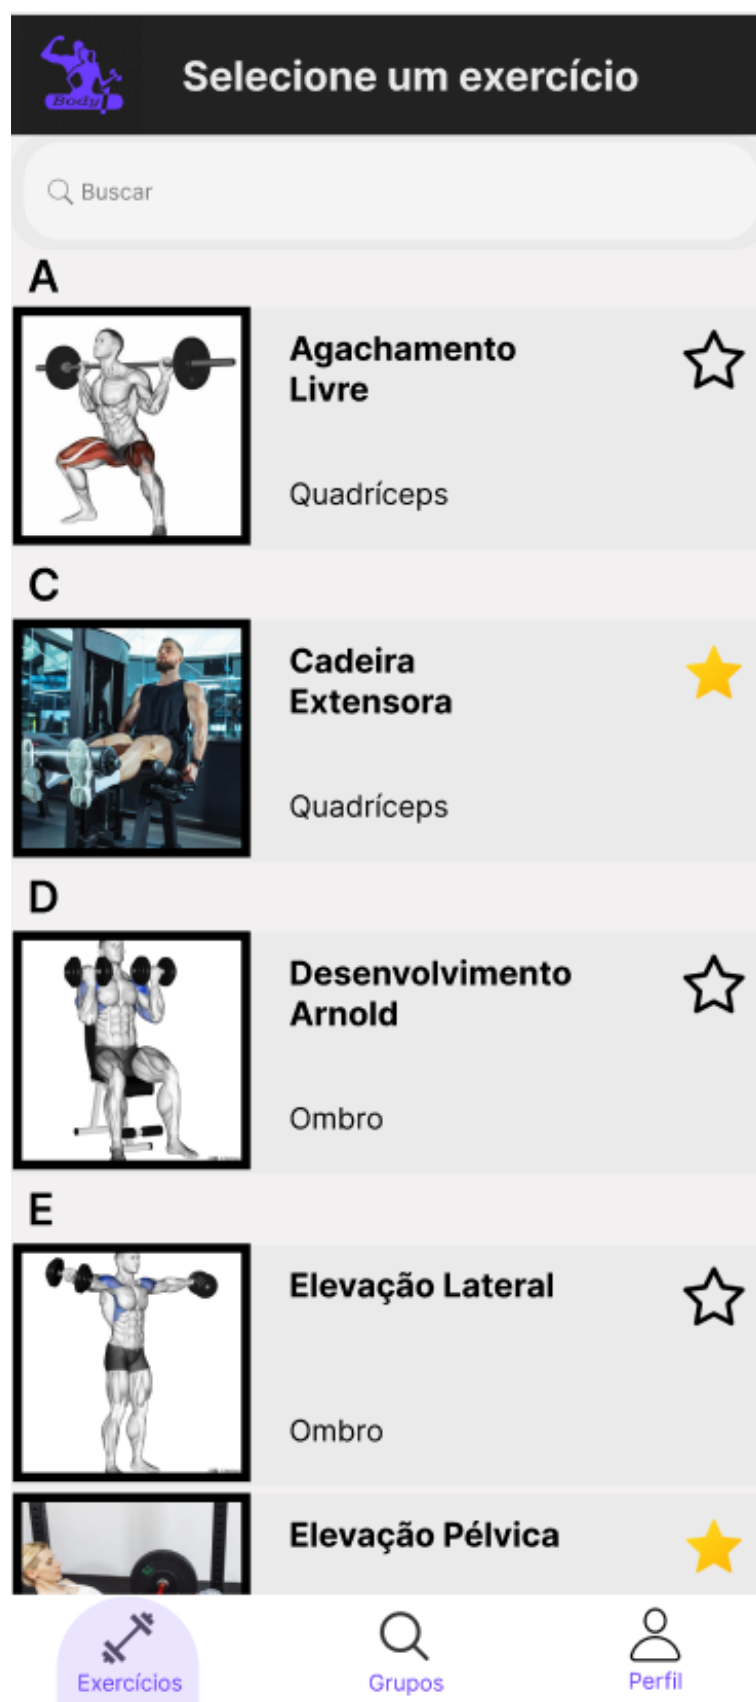 Body
Selecione um exercício
Buscar
A
Agachamento
Livre
Quadríceps
C
Cadeira
Extensora
Quadríceps
D
Desenvolvimento
Arnold
Ombro
E
Elevação Lateral
Ombro
Elevação Pélvica
Exercícios
Grupos
Perfil